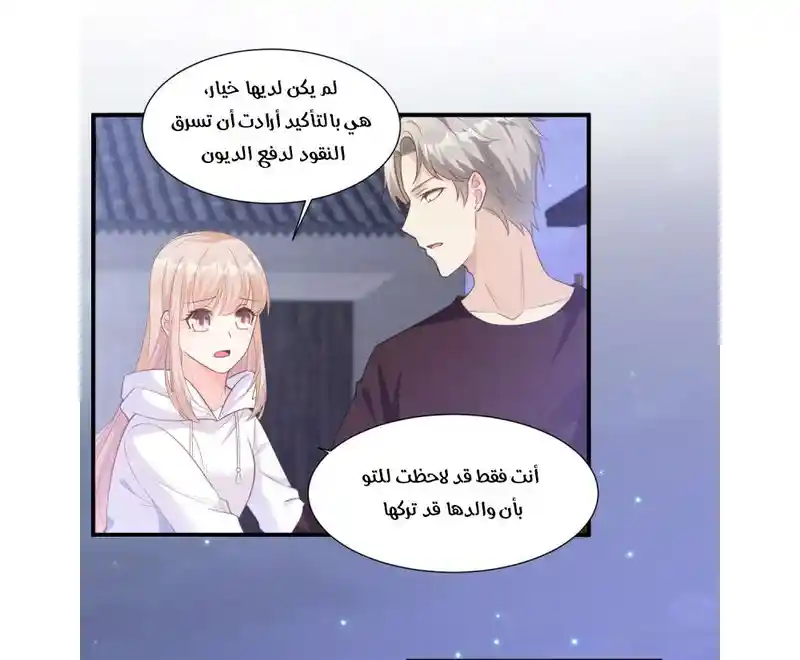 لم يكن لديها خيار،
هي بالتأكيد أرادت أن تسرق
النقود لدفع الديون
أنت فقط قد لاحظت للتو
بأن والدها قد تركها